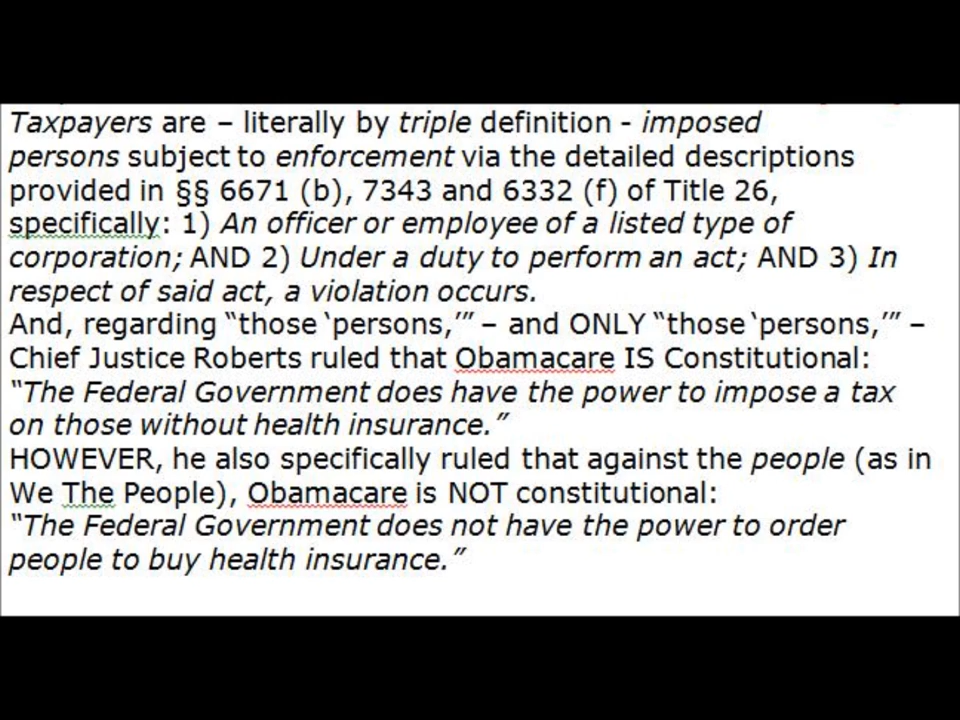 Taxpayers are – literally by triple definition - imposed
persons subject to enforcement via the detailed descriptions
provided in §§ 6671 (b), 7343 and 6332 (f) of Title 26,
specifically: 1) An officer or employee of a listed type of
corporation; AND 2) Under a duty to perform an act; AND 3) In
respect of said act, a violation occurs.
And, regarding “those ‘persons,’” – and ONLY “those ‘persons,’” –
Chief Justice Roberts ruled that Obamacare IS Constitutional:
“The Federal Government does have the power to impose a tax
on those without health insurance.”
HOWEVER, he also specifically ruled that against the people (as in
We The People), Obamacare is NOT constitutional:
“The Federal Government does not have the power to order
people to buy health insurance.”